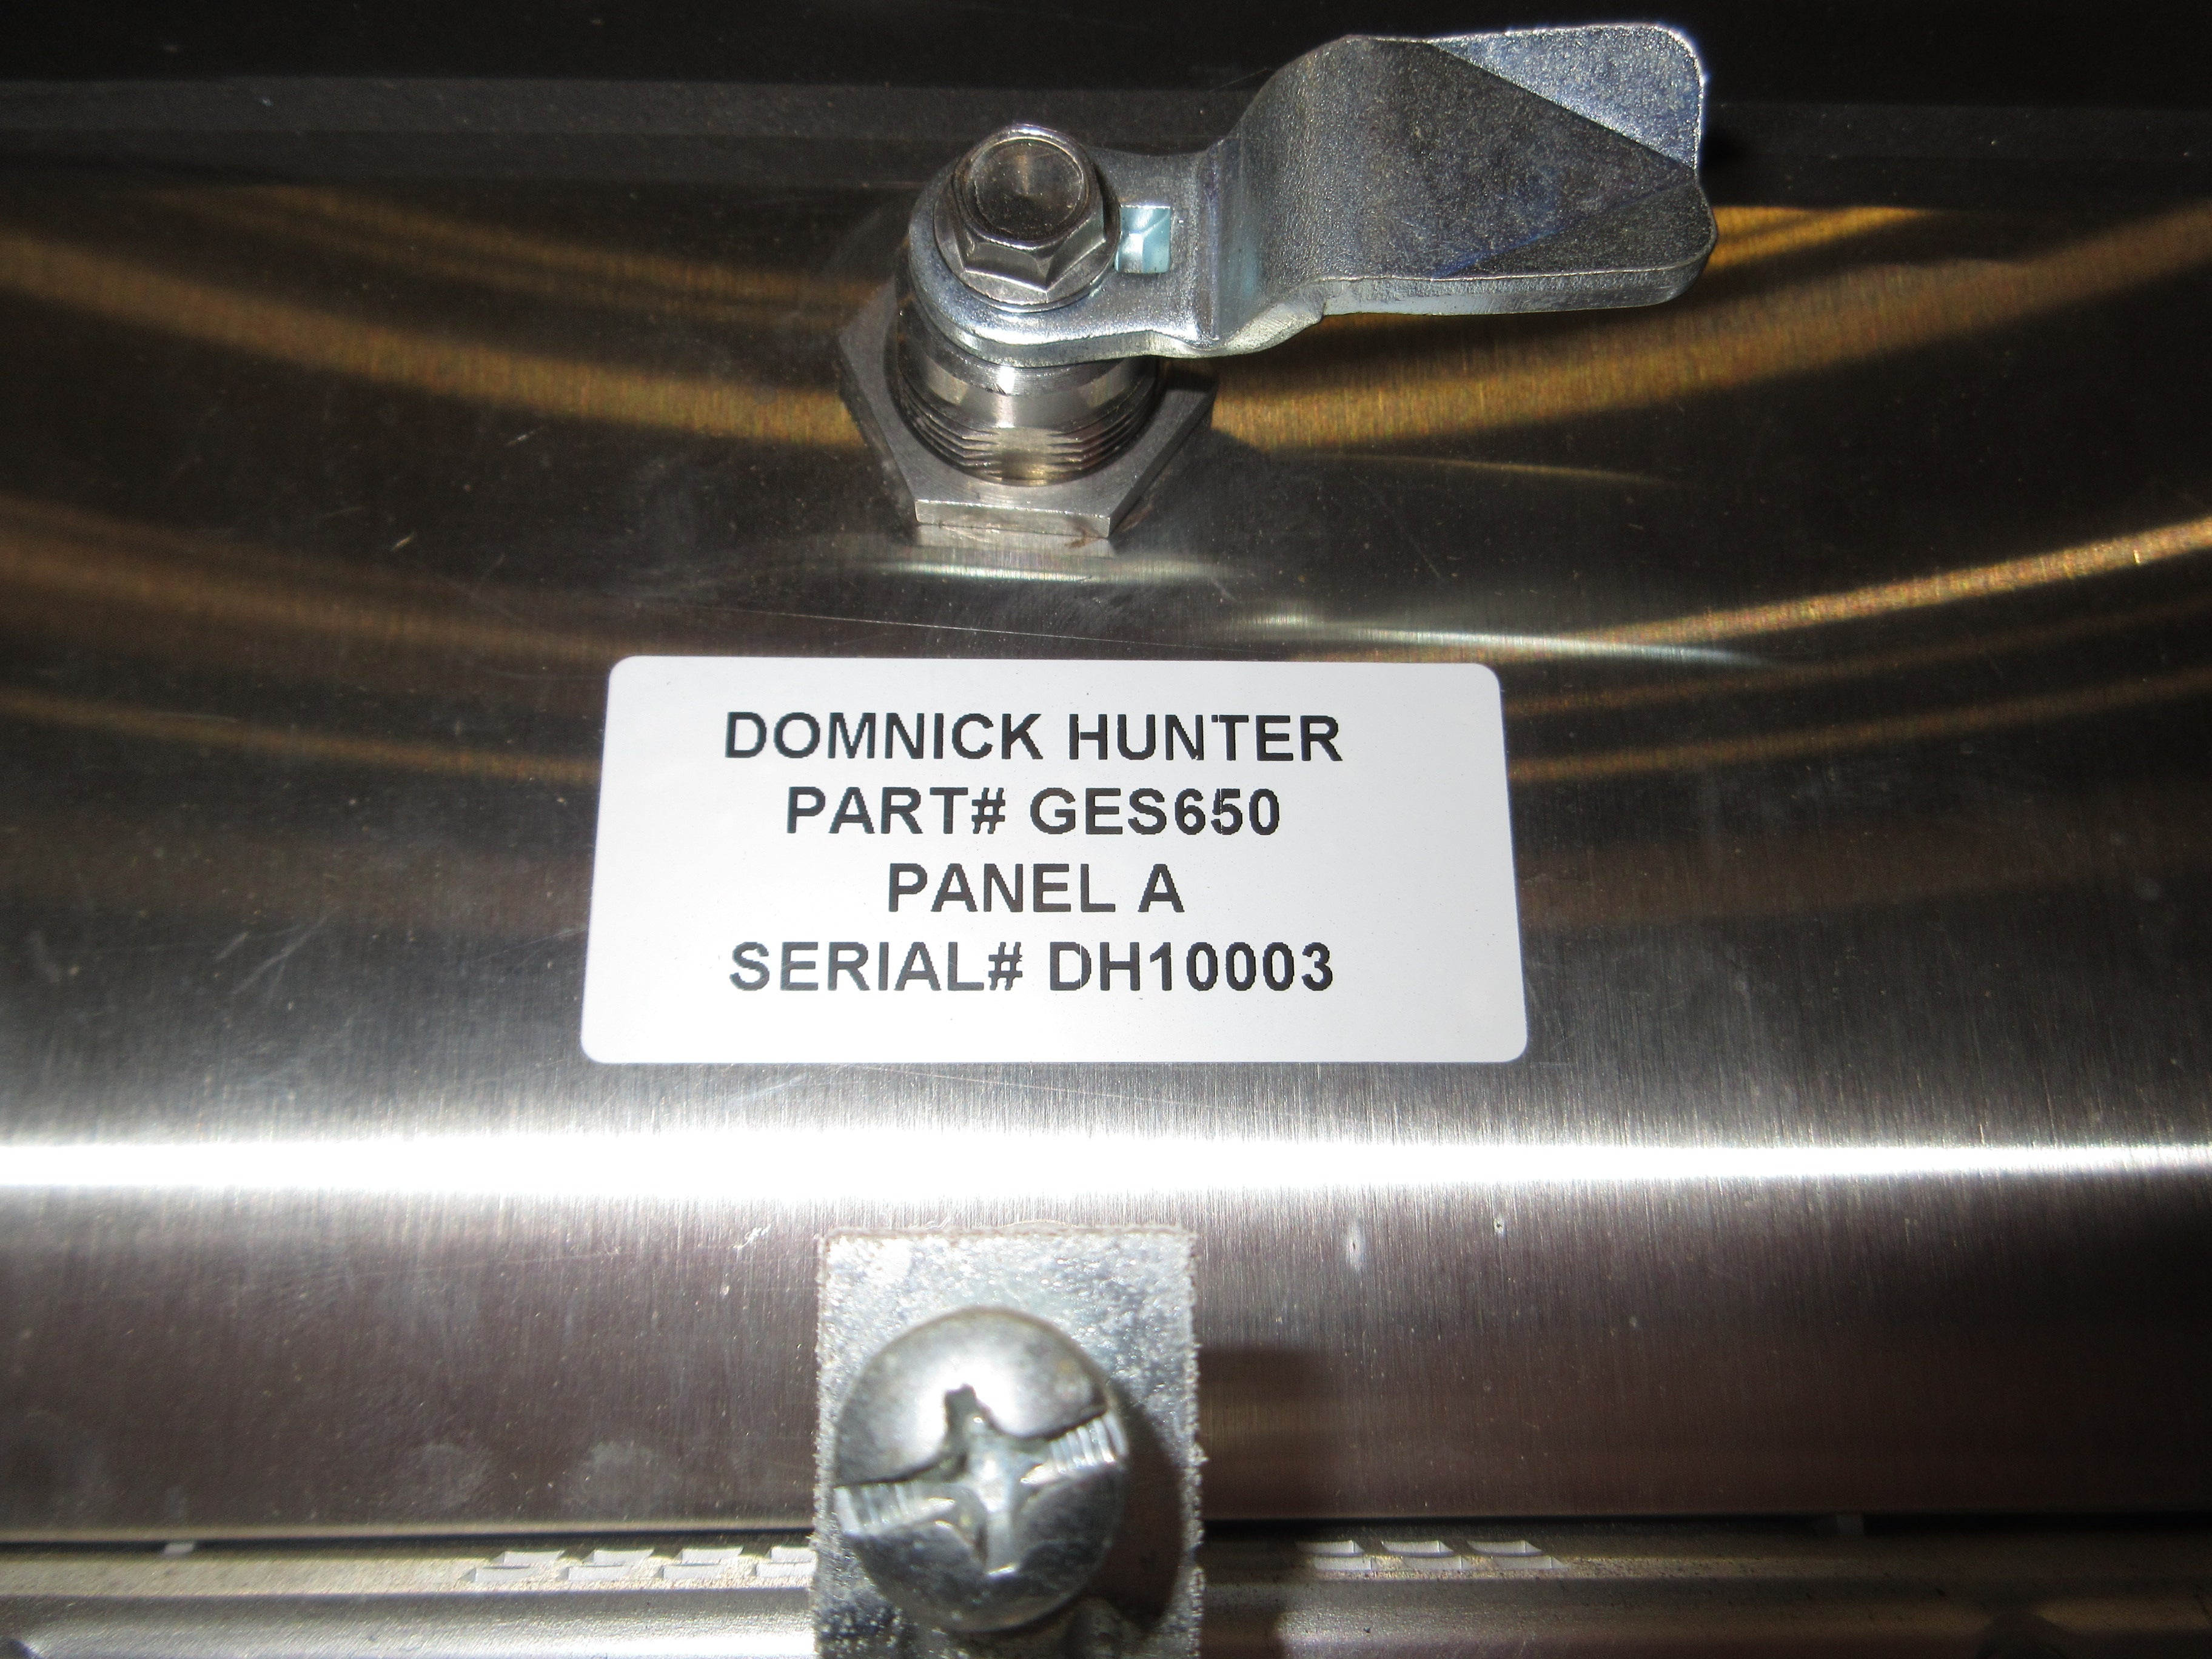 DOMNICK HUNTER
PART# GES650
PANEL A
SERIAL# DH10003